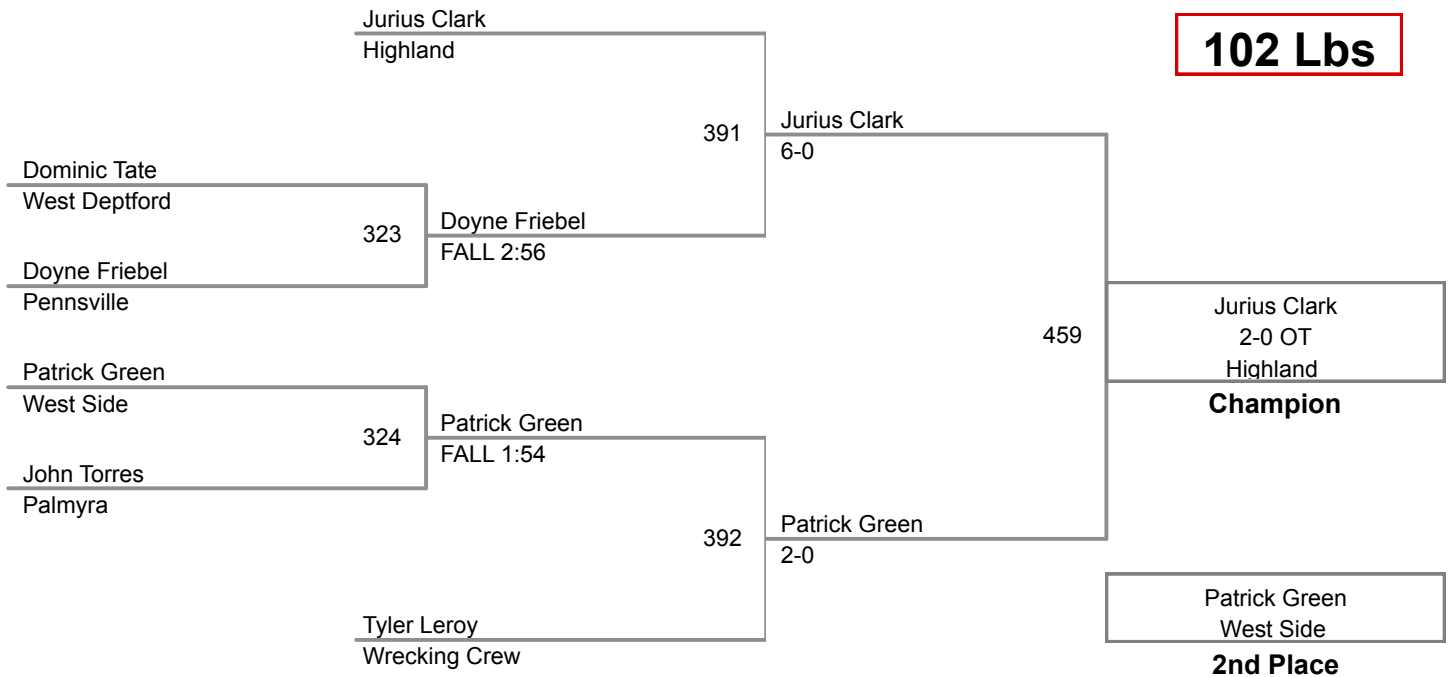 Jurius Clark
Highland
102 Lbs
391
Jurius Clark
6-0
Dominic Tate
West Deptford
323
Doyne Friebel
FALL 2:56
Doyne Friebel
Pennsville
459
Jurius Clark
2-0 OT
Highland
Champion
Patrick Green
West Side
324
Patrick Green
FALL 1:54
John Torres
Palmyra
392
Patrick Green
2-0
Tyler Leroy
Wrecking Crew
Patrick Green
West Side
2nd Place